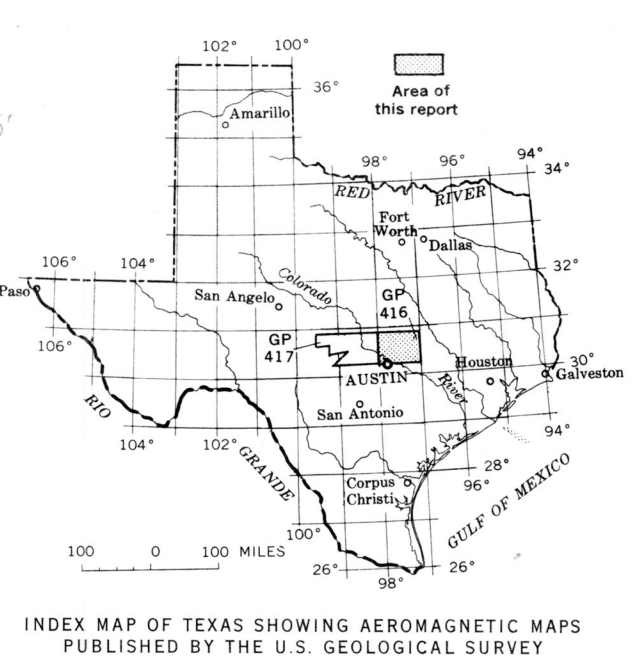 102° 100°
36°
Area of
this report
Amarillo
98° 96° 94°
34°
RED RIVER
Fort
Worth
Dallas
32°
106° 104°
Paso
San Angelo
Colorado
GP
416
106°
GP
417
30°
Houston
Galveston
AUSTIN
River
San Antonio
RIO
104° 102°
94°
GRANDE
28°
96°
Corpus
Christi
GULF OF MEXICO
100°
100 0 100 MILES
26° 26°
98°
INDEX MAP OF TEXAS SHOWING AEROMAGNETIC MAPS
PUBLISHED BY THE U.S. GEOLOGICAL SURVEY